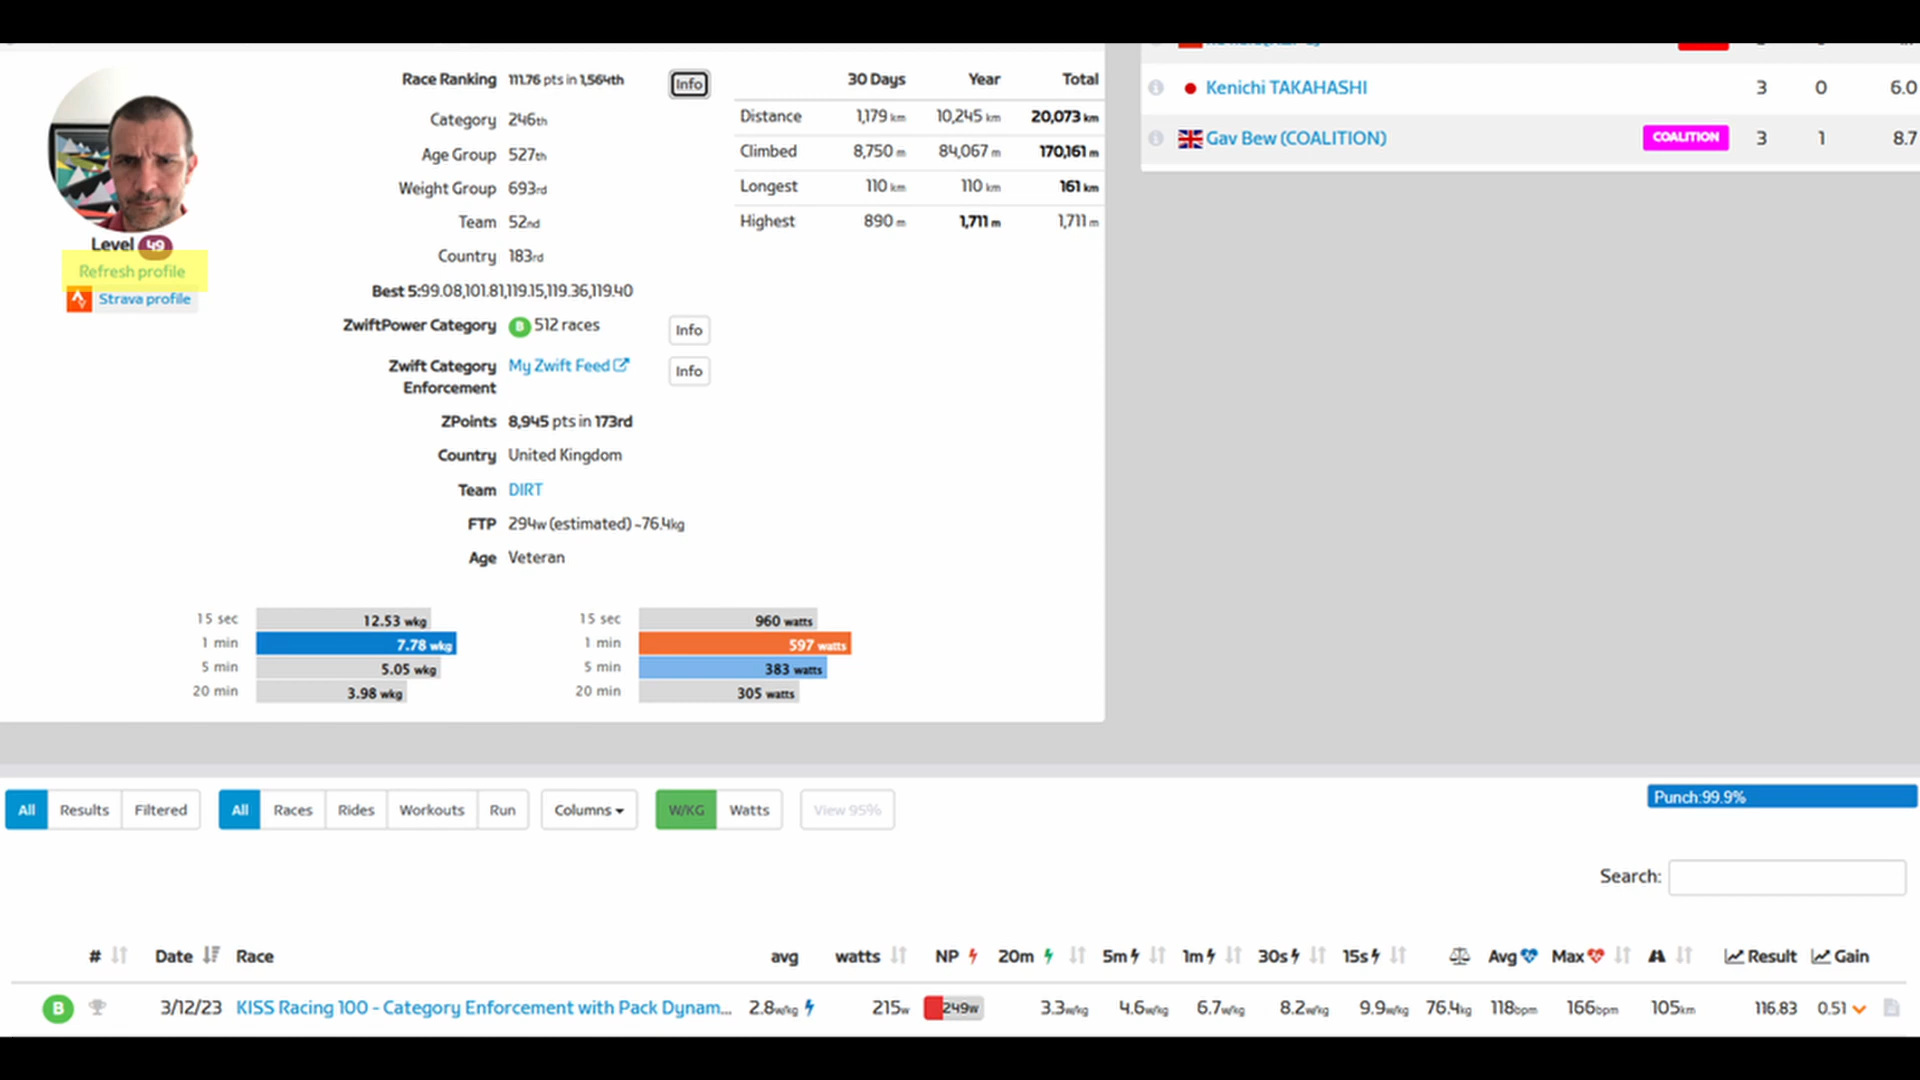 Race Ranking 111.76 pts in 1,564th Info
Category 246th
Age Group 527th
Weight Group 693rd
Team 52nd
Country 183rd
Best 5:99.08,101.81,119.15,119.36,119.40
ZwiftPower Category B 512 races Info
Zwift Category Enforcement My Zwift Feed Info
ZPoints 8,945 pts in 173rd
Country United Kingdom
Team DIRT
FTP 294w (estimated) ~76.4kg
Age Veteran
Level 49
Refresh profile
Strava profile
30 Days Year Total
Distance 1,179 km 10,245 km 20,073 km
Climbed 8,750 m 84,067 m 170,161 m
Longest 110 km 110 km 161 km
Highest 890 m 1,711 m 1,711 m
Kenichi TAKAHASHI 3 0 6.0
Gav Bew (COALITION) COALITION 3 1 8.7
15 sec 12.53 wkg
1 min 7.78 wkg
5 min 5.05 wkg
20 min 3.98 wkg
15 sec 960 watts
1 min 597 watts
5 min 383 watts
20 min 305 watts
All Results Filtered All Races Rides Workouts Run Columns W/KG Watts View 95%
Punch:99.9%
Search:
# Date Race avg watts NP 20m 5m 1m 30s 15s Avg Max Result Gain
B 3/12/23 KISS Racing 100 - Category Enforcement with Pack Dynam... 2.8w/kg 215w 249w 3.3w/kg 4.6w/kg 6.7w/kg 8.2w/kg 9.9w/kg 76.4kg 118bpm 166bpm 105km 116.83 0.51